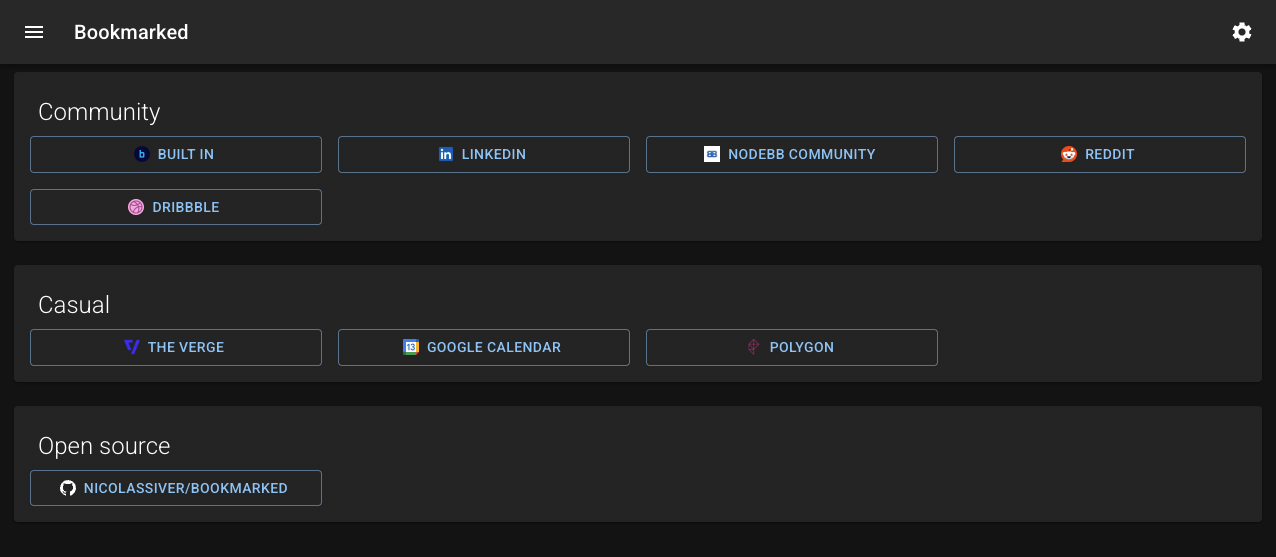 Bookmarked
Community
BUILT IN
LINKEDIN
NODEBB COMMUNITY
REDDIT
DRIBBBLE
Casual
THE VERGE
13 GOOGLE CALENDAR
POLYGON
Open source
NICOLASSIVER/BOOKMARKED